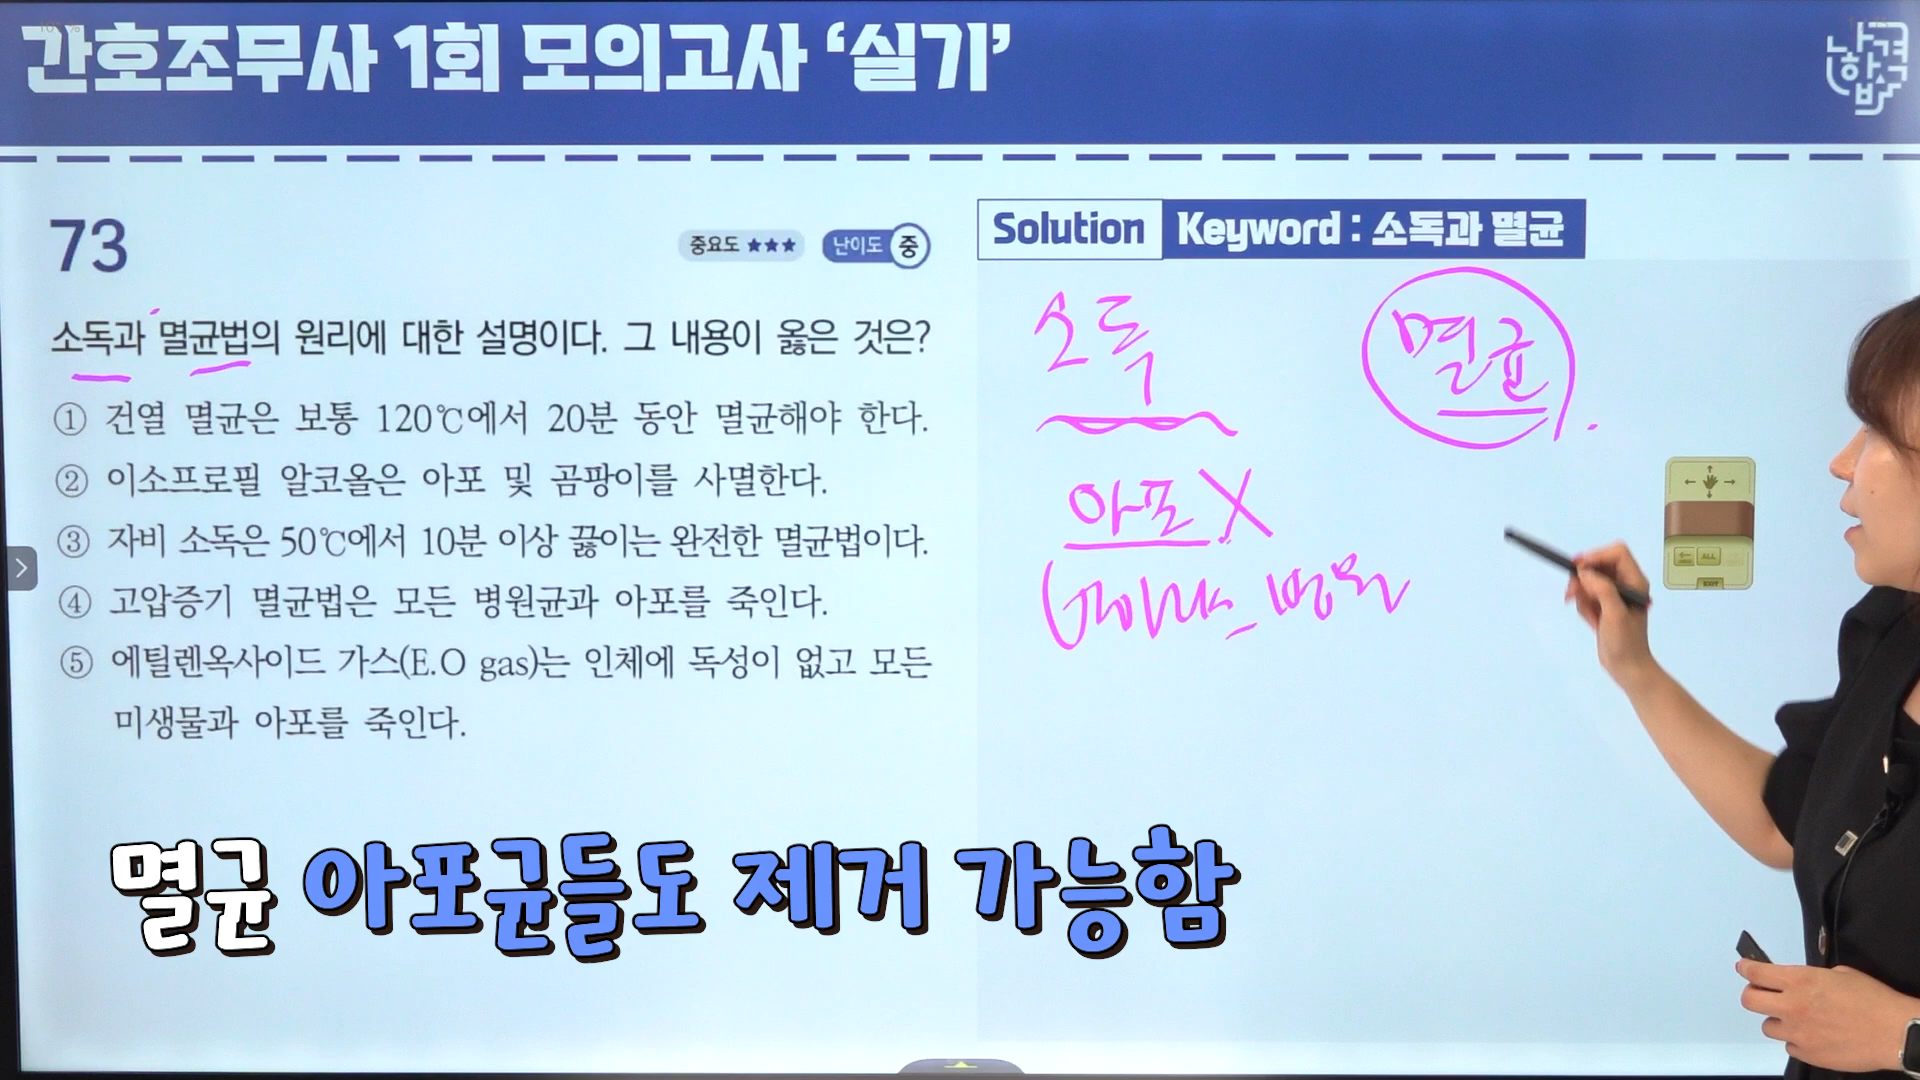 간호조무사 1회 모의고사 ‘실기’
나
합격
73
중요도 ★★★
난이도 중
소독과 멸균법의 원리에 대한 설명이다. 그 내용이 옳은 것은?
① 건열 멸균은 보통 120℃에서 20분 동안 멸균해야 한다.
② 이소프로필 알코올은 아포 및 곰팡이를 사멸한다.
③ 자비 소독은 50℃에서 10분 이상 끓이는 완전한 멸균법이다.
④ 고압증기 멸균법은 모든 병원균과 아포를 죽인다.
⑤ 에틸렌옥사이드 가스(E.O gas)는 인체에 독성이 없고 모든
미생물과 아포를 죽인다.
Solution Keyword : 소독과 멸균
소독
멸균
아포 X
병원
ALL
EXIT
멸균 아포균들도 제거 가능함